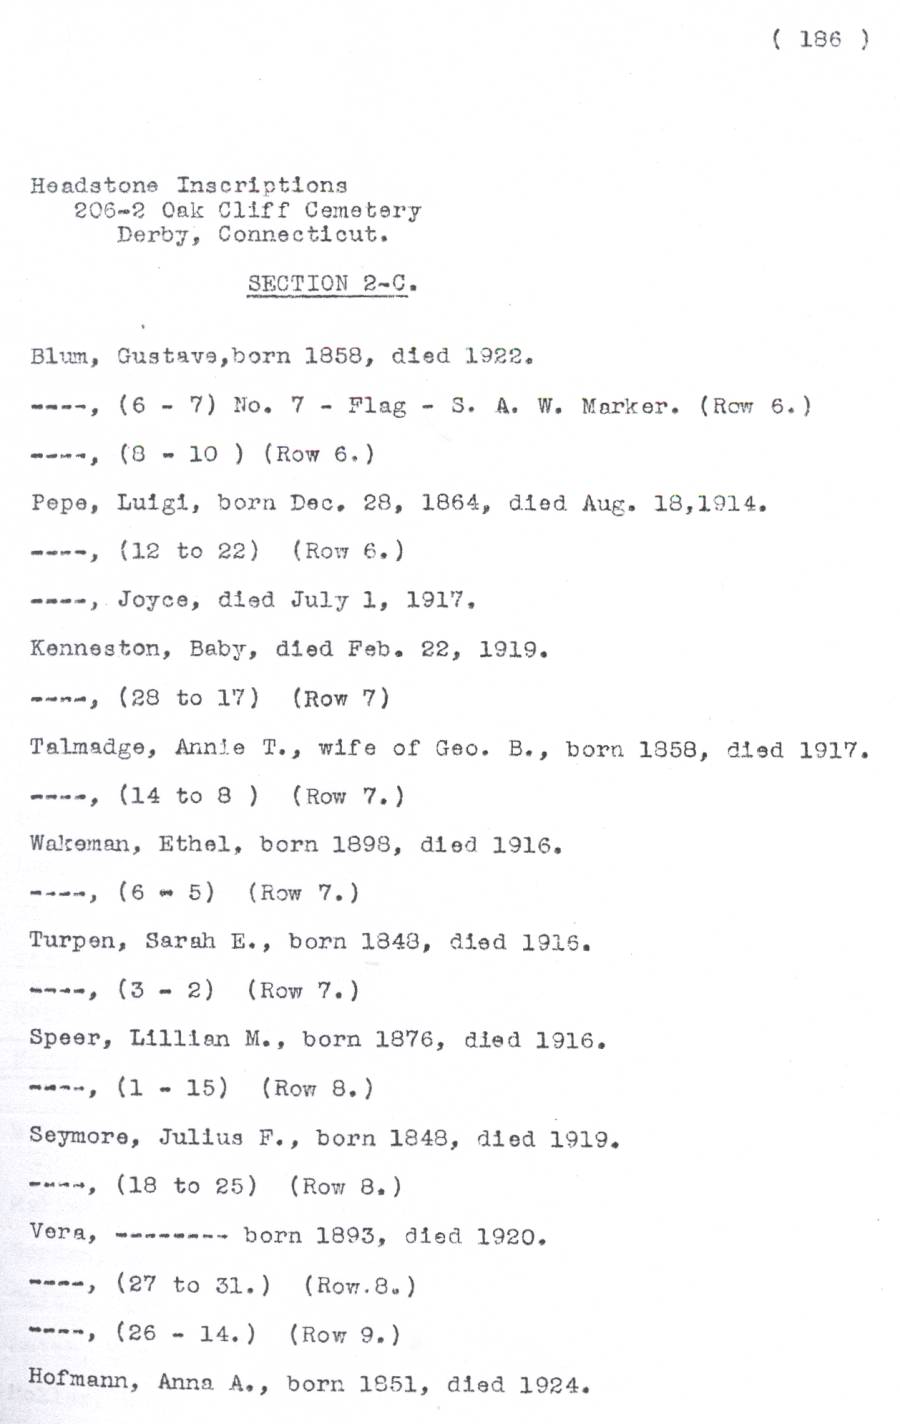 ( 186 )
Headstone Inscriptions
206-2 Oak Cliff Cemetery
Derby, Connecticut.
SECTION 2-C.
Blum, Gustave,born 1858, died 1922.
----, (6 - 7) No. 7 - Flag - S. A. W. Marker. (Row 6.)
----, (8 - 10 ) (Row 6.)
Pepe, Luigi, born Dec. 28, 1864, died Aug. 18,1914.
----, (12 to 22) (Row 6.)
----, Joyce, died July 1, 1917.
Kenneston, Baby, died Feb. 22, 1919.
----, (28 to 17) (Row 7)
Talmadge, Annie T., wife of Geo. B., born 1858, died 1917.
----, (14 to 8 ) (Row 7.)
Wakeman, Ethel, born 1898, died 1916.
----, (6 - 5) (Row 7.)
Turpen, Sarah E., born 1848, died 1916.
----, (3 - 2) (Row 7.)
Speer, Lillian M., born 1876, died 1916.
----, (1 - 15) (Row 8.)
Seymore, Julius F., born 1848, died 1919.
----, (18 to 25) (Row 8.)
Vera, -------- born 1893, died 1920.
----, (27 to 31.) (Row.8.)
----, (26 - 14.) (Row 9.)
Hofmann, Anna A., born 1851, died 1924.